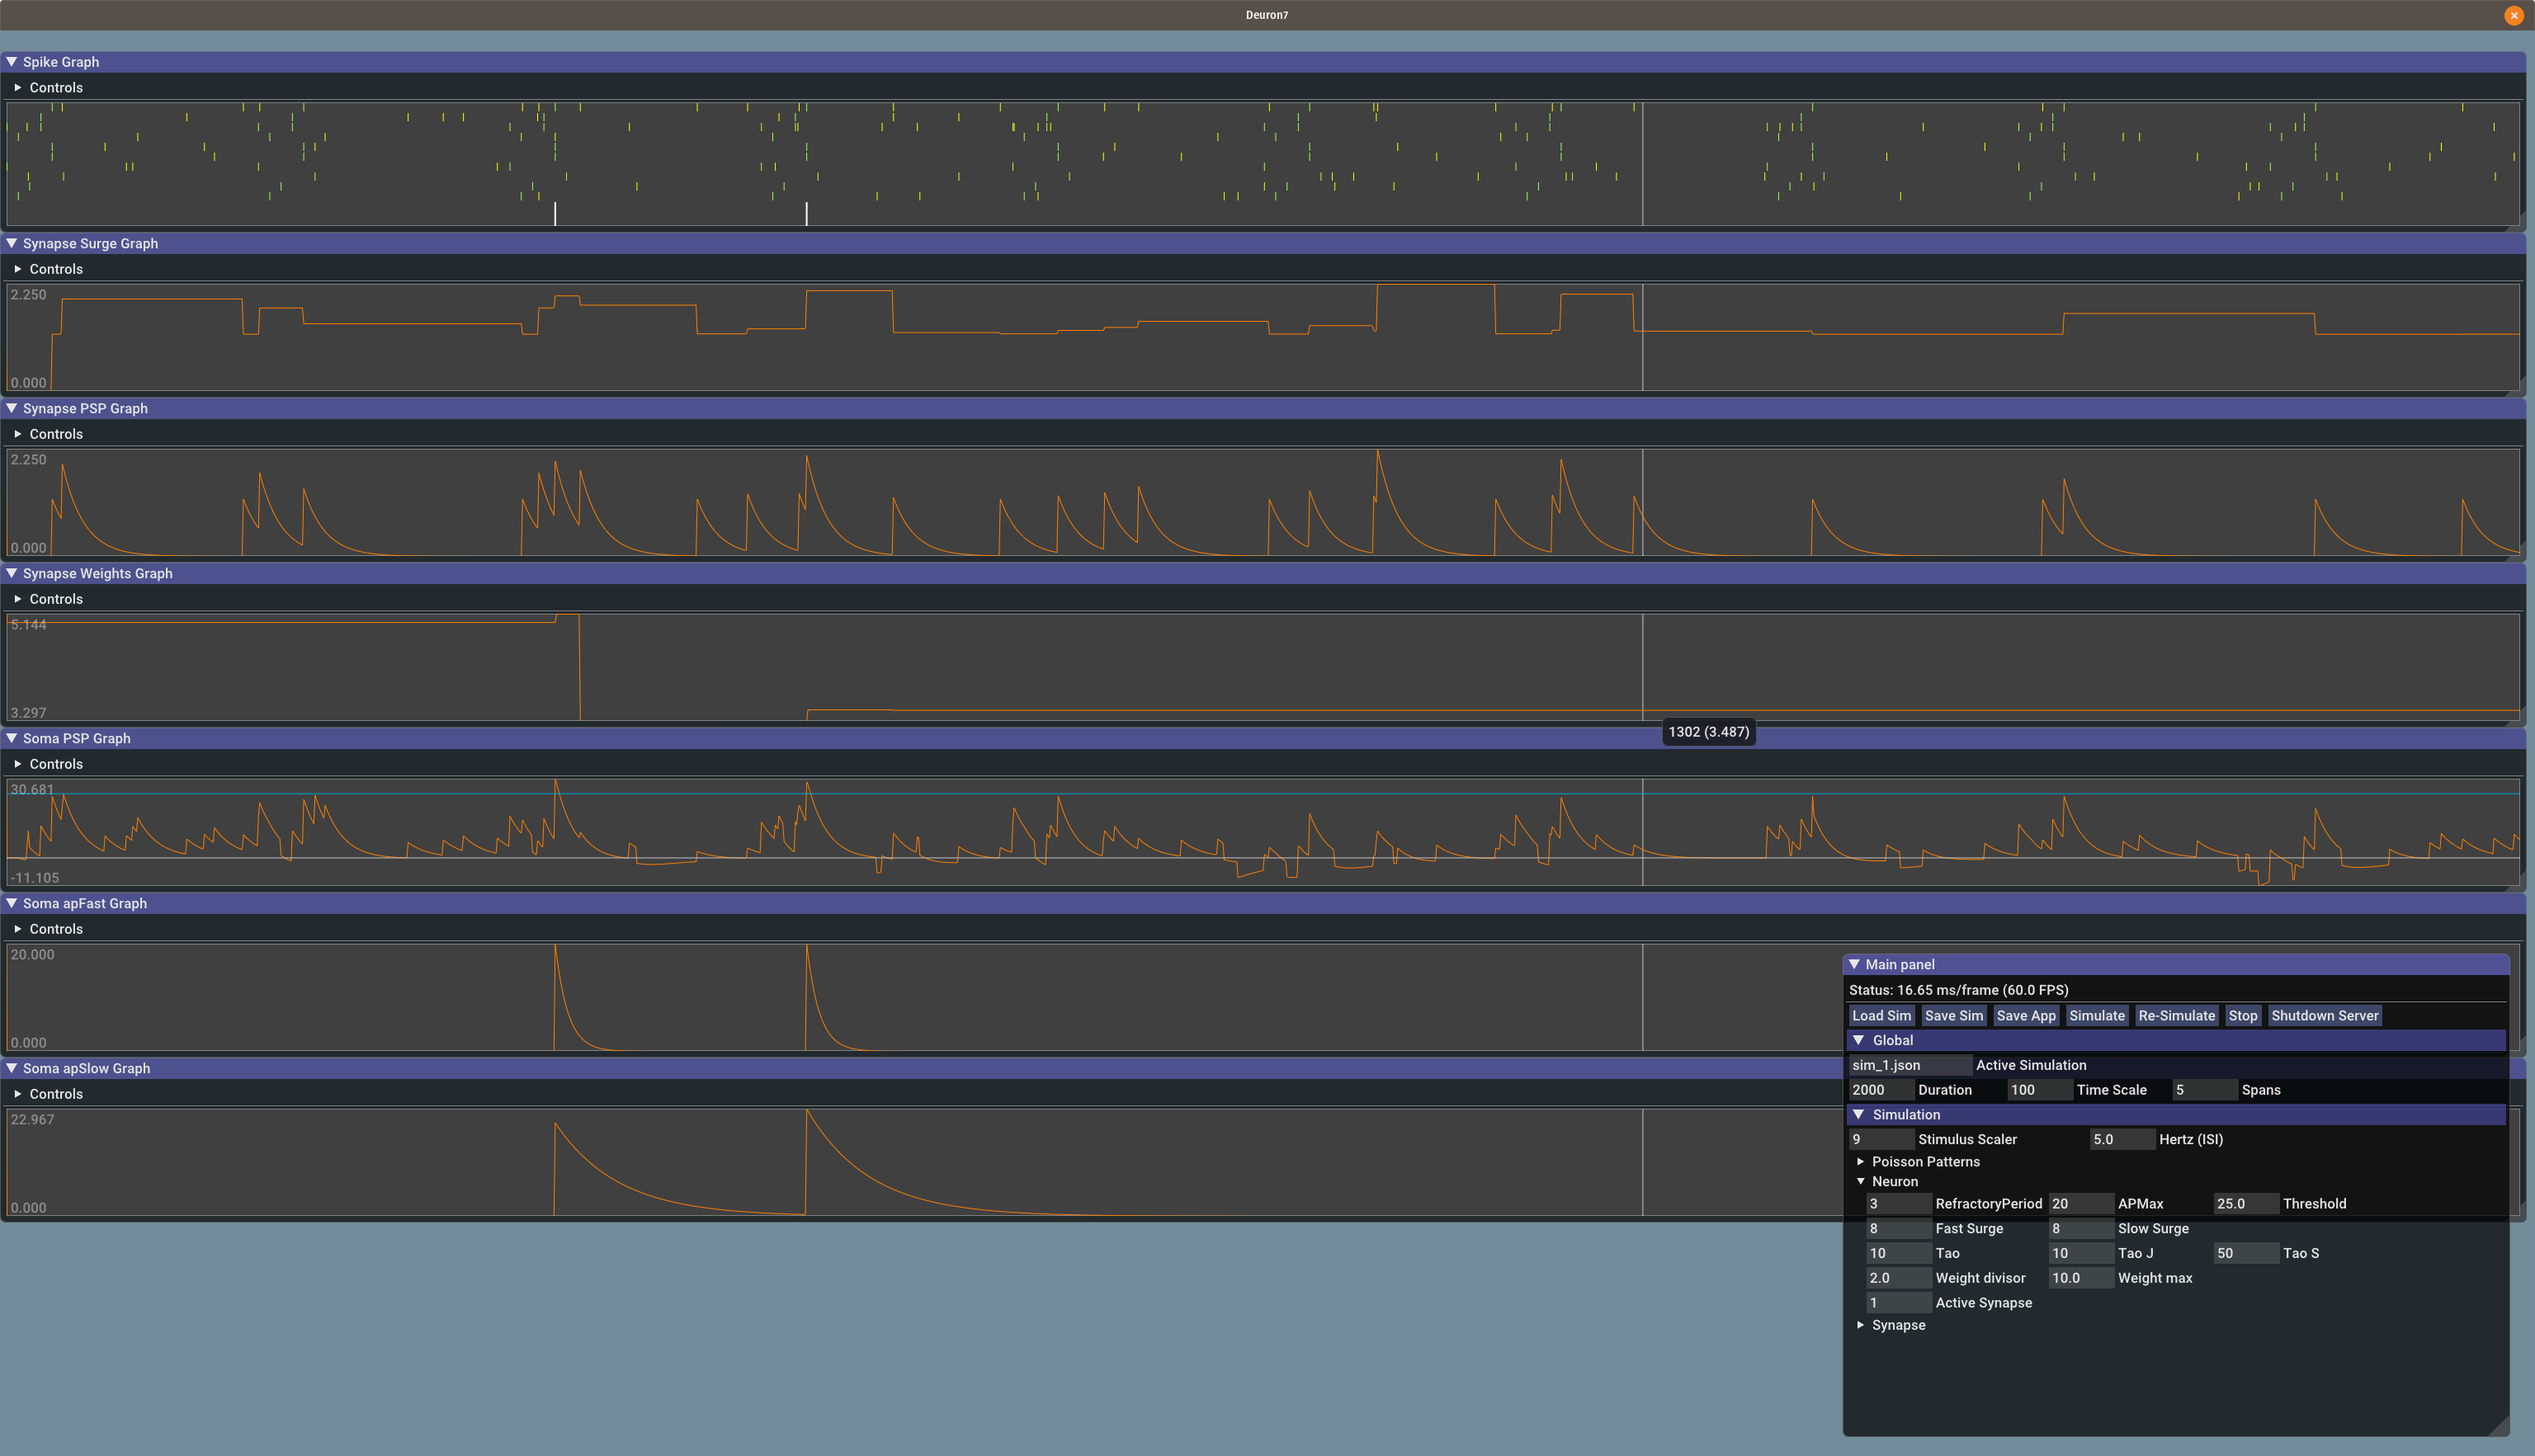 Deuron7
Spike Graph
Controls
Synapse Surge Graph
Controls
2.250
0.000
Synapse PSP Graph
Controls
2.250
0.000
Synapse Weights Graph
Controls
5.144
3.297
1302 (3.487)
Soma PSP Graph
Controls
30.681
-11.105
Soma apFast Graph
Controls
20.000
0.000
Soma apSlow Graph
Controls
22.967
0.000
Main panel
Status: 16.65 ms/frame (60.0 FPS)
Load Sim Save Sim Save App Simulate Re-Simulate Stop Shutdown Server
Global
sim_1.json Active Simulation
2000 Duration 100 Time Scale 5 Spans
Simulation
9 Stimulus Scaler 5.0 Hertz (ISI)
Poisson Patterns
Neuron
3 RefractoryPeriod 20 APMax 25.0 Threshold
8 Fast Surge 8 Slow Surge
10 Tao 10 Tao J 50 Tao S
2.0 Weight divisor 10.0 Weight max
1 Active Synapse
Synapse